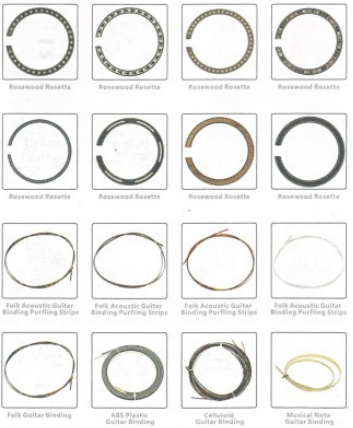 Rosewood Rosette
Rosewood Rosette
Rosewood Rosette
Rosewood Rosette
Rosewood Rosette
Rosewood Rosette
Rosewood Rosette
Rosewood Rosette
Folk Acoustic Guitar
Binding Purfling Strips
Folk Acoustic Guitar
Binding Purfling Strips
Folk Acoustic Guitar
Binding Purfling Strips
Folk Acoustic Guitar
Binding Purfling Strips
Folk Guitar Binding
ABS Plastic
Guitar Binding
Celluloid
Guitar Binding
Musical Note-
Guitar Binding